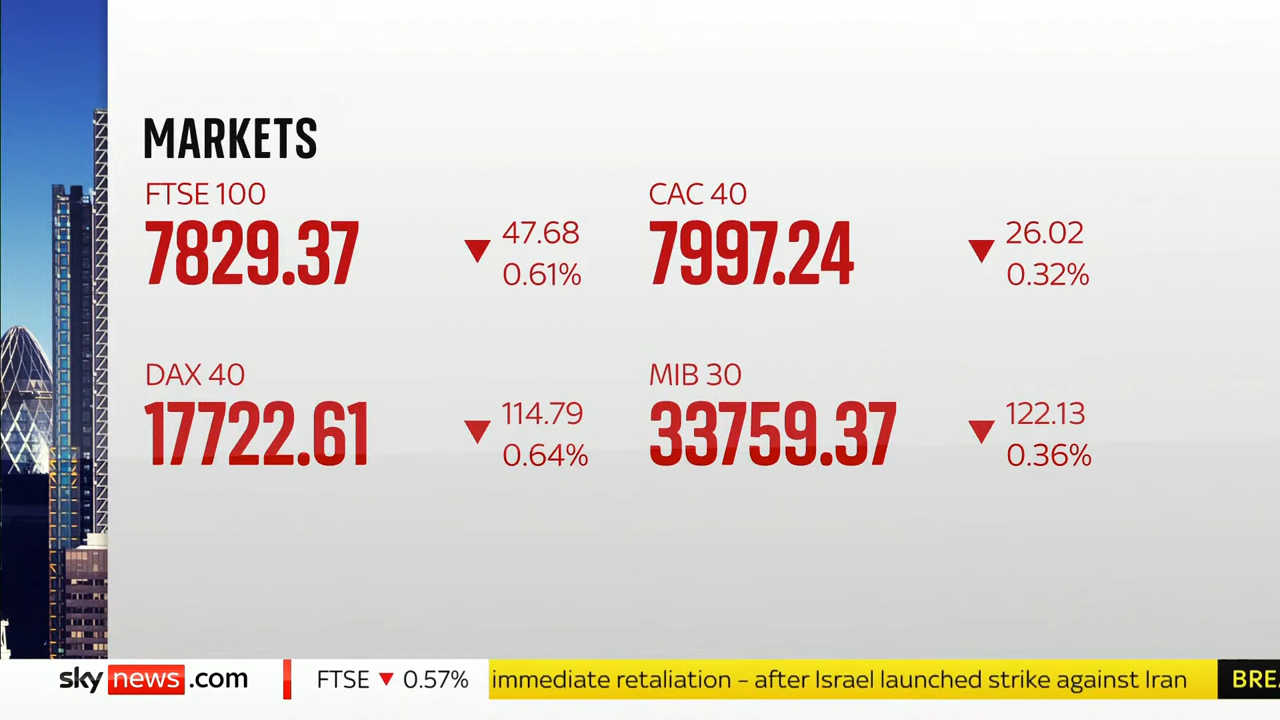 MARKETS
FTSE 100
7829.37
▼ 47.68
0.61%
CAC 40
7997.24
▼ 26.02
0.32%
DAX 40
17722.61
▼ 114.79
0.64%
MIB 30
33759.37
▼ 122.13
0.36%
sky news .com
FTSE ▼ 0.57%
immediate retaliation – after Israel launched strike against Iran